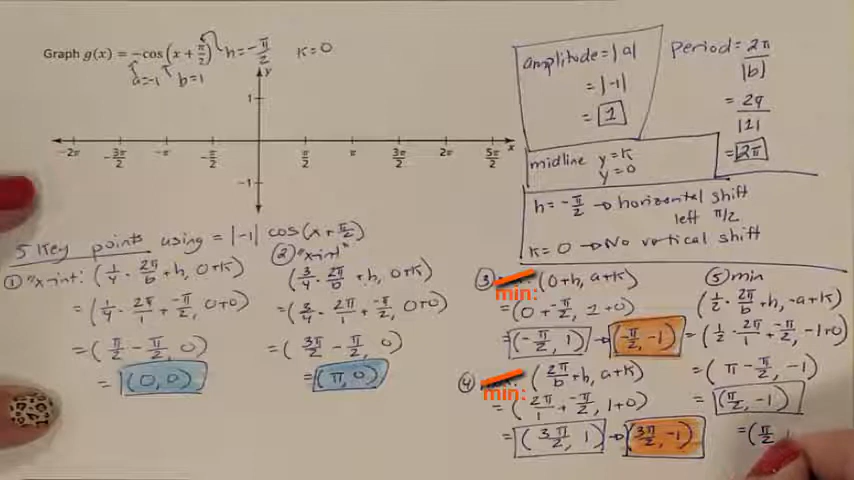 Graph g(x) = -cos(x + π/2) h = -π/2 k=0
a=-1 b=1
y
1
-2π -3π/2 -π -π/2 π/2 π 3π/2 2π 5π/2 x
-1
amplitude = |a|
= |-1|
= 1
Period = 2π/|b|
= 2π/|1|
= 2π
midline y=k
y=0
h = -π/2 → horizontal shift
left π/2
k=0 → No vertical shift
5 Key points using = |-1| cos(x+π/2)
① "x-int: (1/4 · 2π/b + h, 0+k)
= (1/4 · 2π/1 + -π/2, 0+0)
= (π/2 - π/2, 0)
= (0, 0)
② "x-int"
(3/4 · 2π/b + h, 0+k)
= (3/4 · 2π/1 + -π/2, 0+0)
= (3π/2 - π/2, 0)
= (π, 0)
③ min: (0+h, a+k)
= (0 + -π/2, 1+0)
= (-π/2, 1) → (-π/2, -1)
④ min: (2π/b + h, a+k)
= (2π/1 + -π/2, 1+0)
= (3π/2, 1) → (3π/2, -1)
⑤ min
(1/2 · 2π/b + h, -a+k)
= (1/2 · 2π/1 + -π/2, -1+0)
= (π - π/2, -1)
= (π/2, -1)
= (π/2